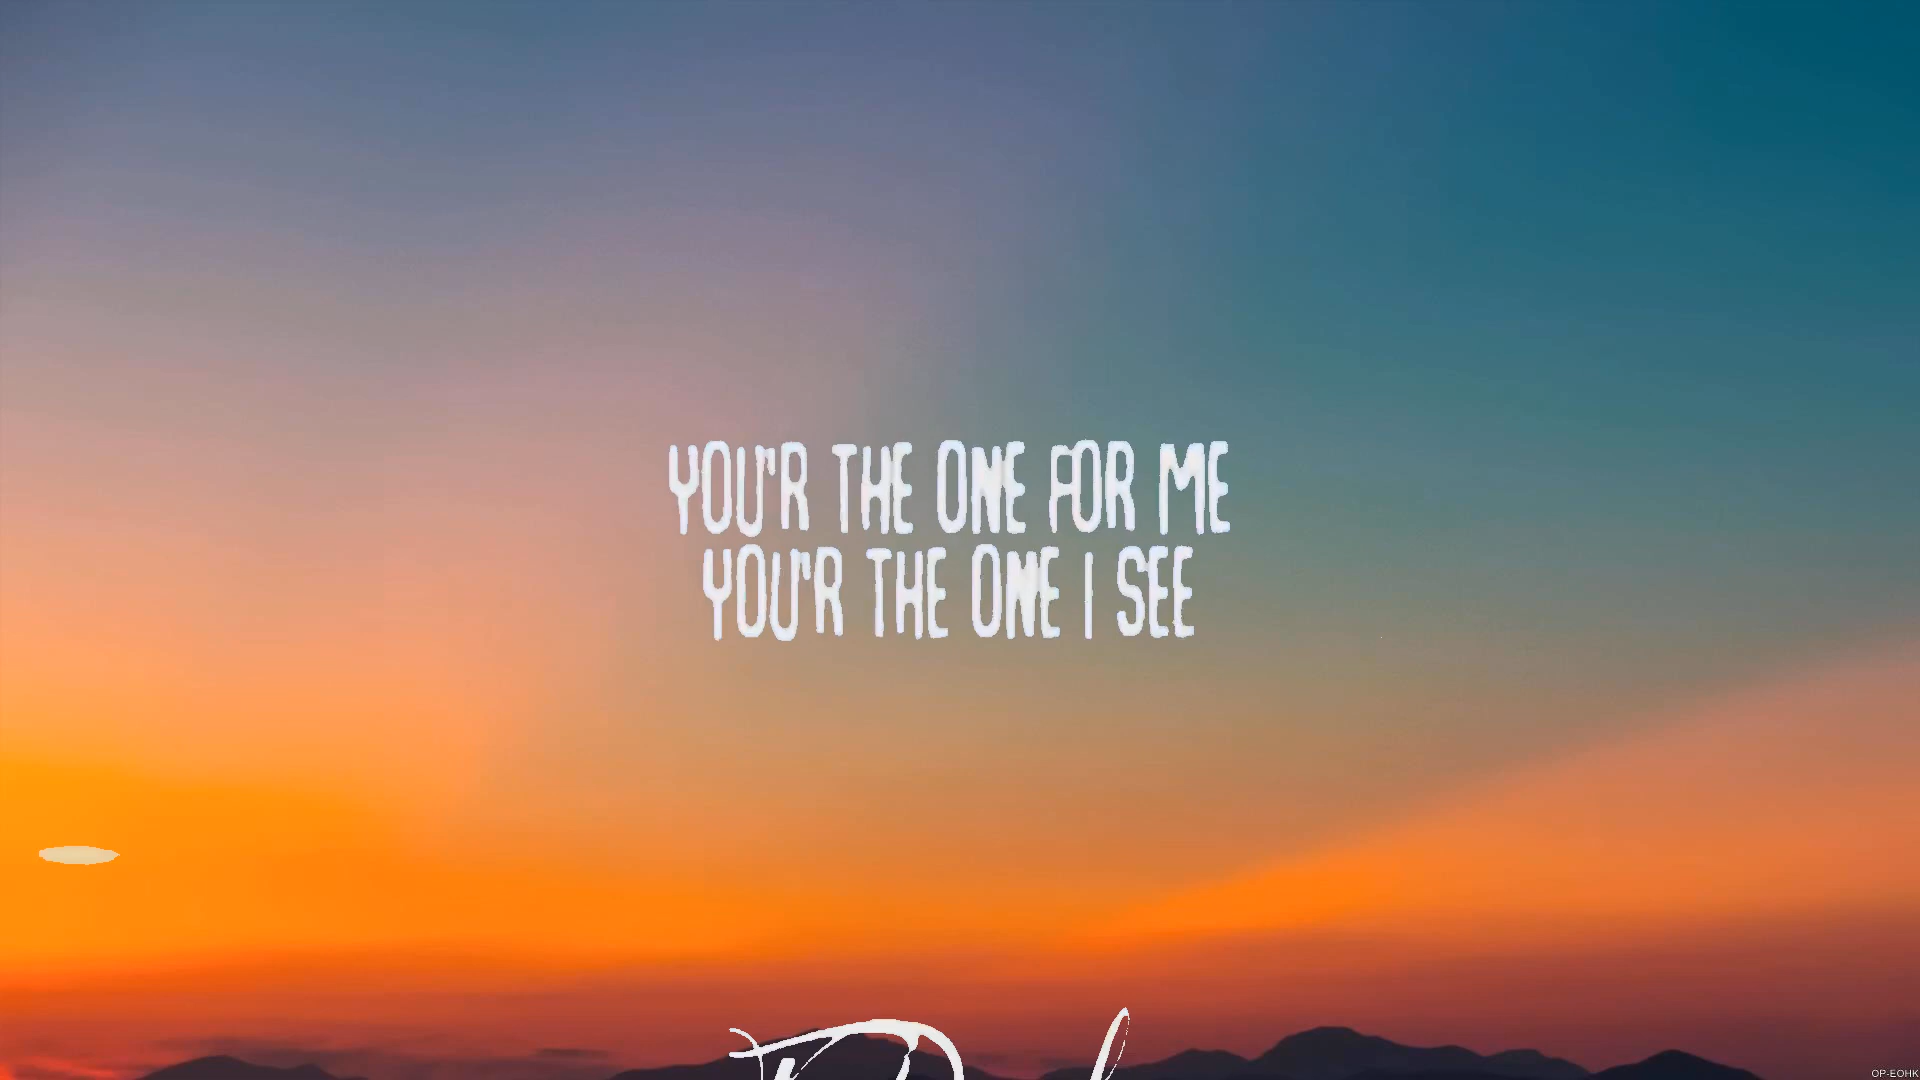 YOU'R THE ONE FOR ME
YOU'R THE ONE I SEE
OP-EOHK